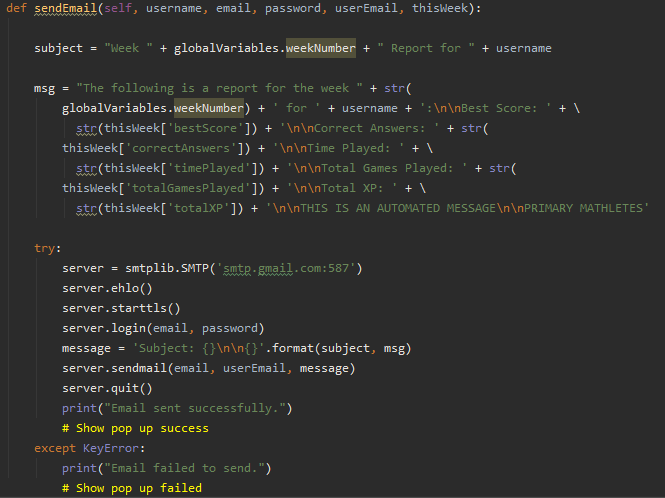 def sendEmail(self, username, email, password, userEmail, thisWeek):
subject = "Week " + globalVariables.weekNumber + " Report for " + username
msg = "The following is a report for the week " + str(
globalVariables.weekNumber) + ' for ' + username + ':\n\nBest Score: ' + \
str(thisWeek['bestScore']) + '\n\nCorrect Answers: ' + str(
thisWeek['correctAnswers']) + '\n\nTime Played: ' + \
str(thisWeek['timePlayed']) + '\n\nTotal Games Played: ' + str(
thisWeek['totalGamesPlayed']) + '\n\nTotal XP: ' + \
str(thisWeek['totalXP']) + '\n\nTHIS IS AN AUTOMATED MESSAGE\n\nPRIMARY MATHLETES'
try:
server = smtplib.SMTP('smtp.gmail.com:587')
server.ehlo()
server.starttls()
server.login(email, password)
message = 'Subject: {}\n\n{}'.format(subject, msg)
server.sendmail(email, userEmail, message)
server.quit()
print("Email sent successfully.")
# Show pop up success
except KeyError:
print("Email failed to send.")
# Show pop up failed